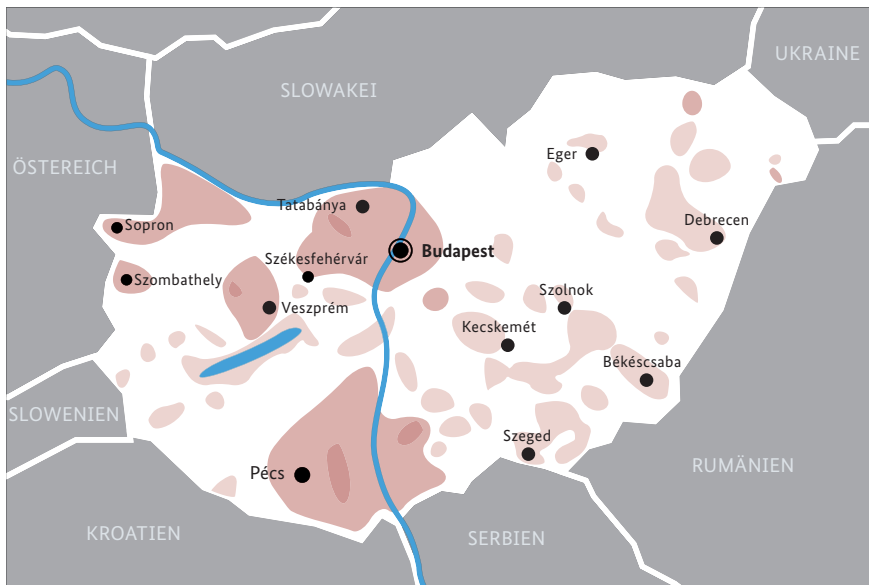 UKRAINE
SLOWAKEI
Eger
ÖSTEREICH
Tatabánya
Debrecen
Sopron
Budapest
Székesfehérvár
Szombathely
Szolnok
Veszprém
Kecskemét
Békéscsaba
SLOWENIEN
Szeged
RUMÄNIEN
Pécs
KROATIEN
SERBIEN